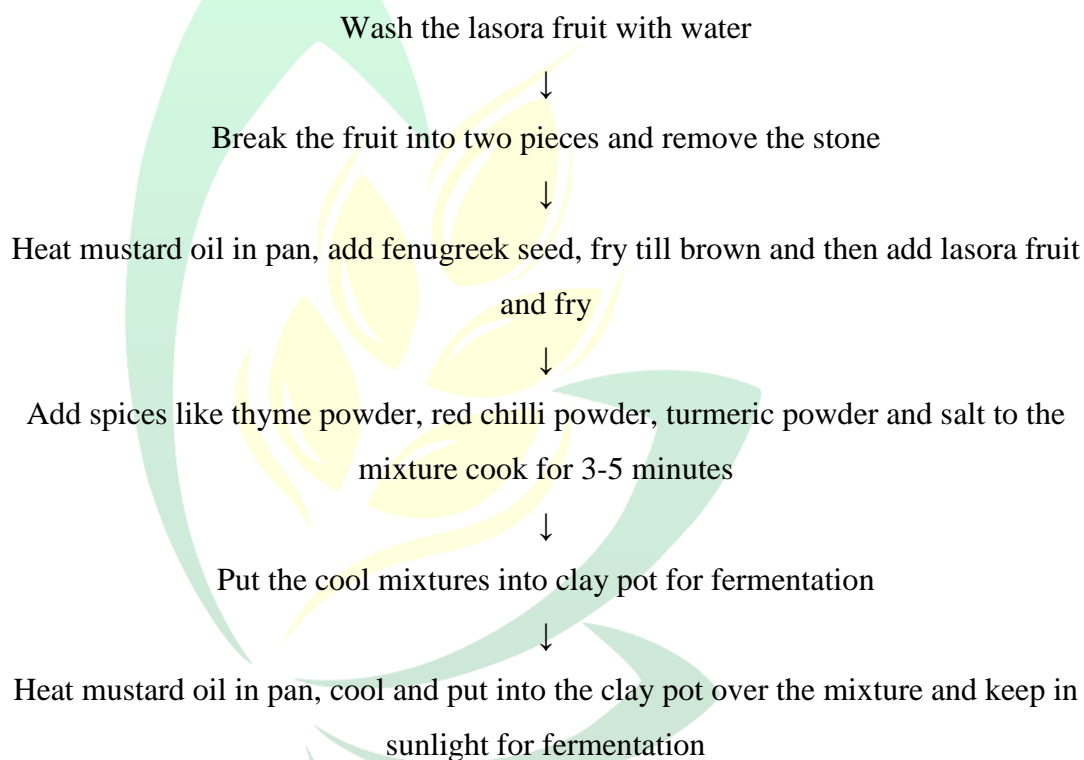 Wash the lasora fruit with water
↓
Break the fruit into two pieces and remove the stone
↓
Heat mustard oil in pan, add fenugreek seed, fry till brown and then add lasora fruit
and fry
↓
Add spices like thyme powder, red chilli powder, turmeric powder and salt to the
mixture cook for 3-5 minutes
↓
Put the cool mixtures into clay pot for fermentation
↓
Heat mustard oil in pan, cool and put into the clay pot over the mixture and keep in
sunlight for fermentation